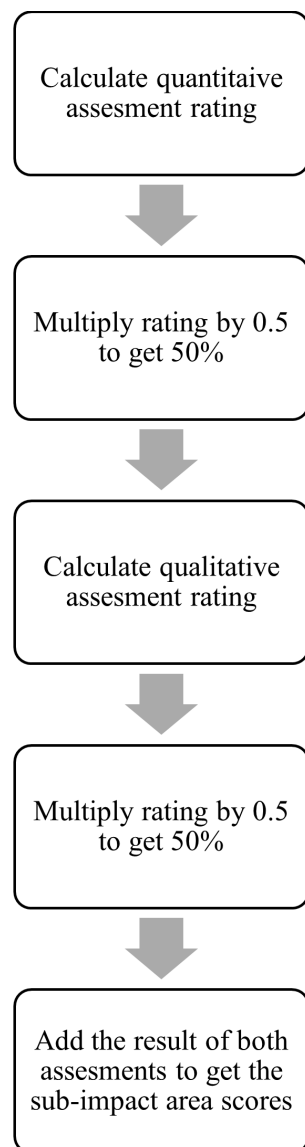 Calculate quantitaive
assesment rating
Multiply rating by 0.5
to get 50%
Calculate qualitative
assesment rating
Multiply rating by 0.5
to get 50%
Add the result of both
assesments to get the
sub-impact area scores